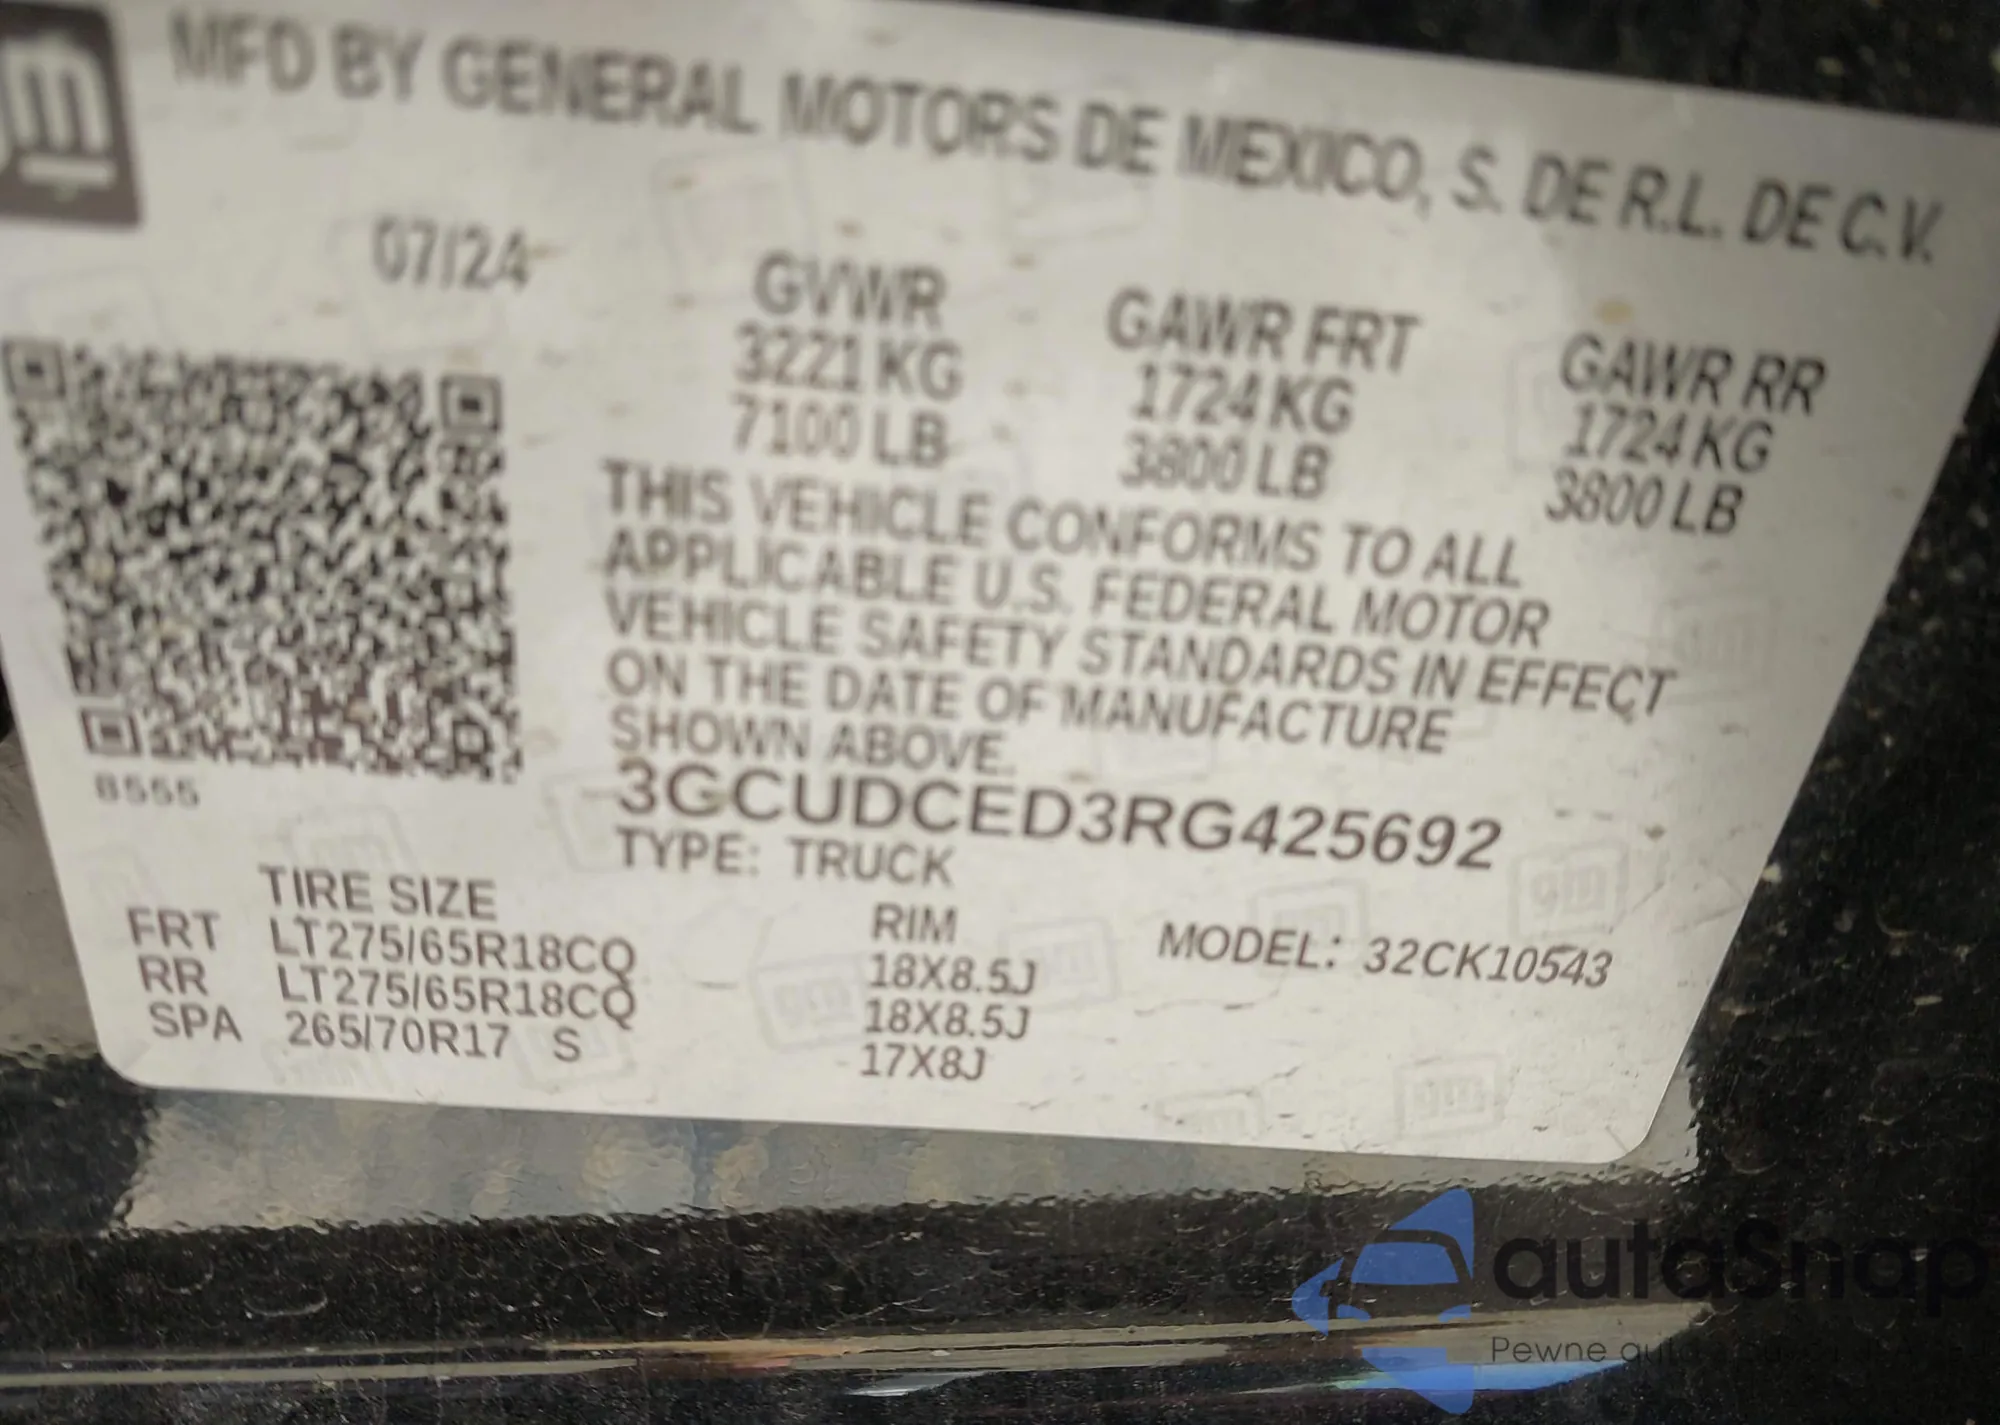 gm
MFD BY GENERAL MOTORS DE MEXICO, S. DE R.L. DE C.V.
07/24
GVWR
3221 KG
7100 LB
GAWR FRT
1724 KG
3800 LB
GAWR RR
1724 KG
3800 LB
THIS VEHICLE CONFORMS TO ALL
APPLICABLE U.S. FEDERAL MOTOR
VEHICLE SAFETY STANDARDS IN EFFECT
ON THE DATE OF MANUFACTURE
SHOWN ABOVE.
8555
3GCUDCED3RG425692
TYPE: TRUCK
TIRE SIZE RIM
FRT LT275/65R18CQ 18X8.5J
RR LT275/65R18CQ 18X8.5J
SPA 265/70R17 S 17X8J
MODEL: 32CK10543
autaSnap
Pewne auta